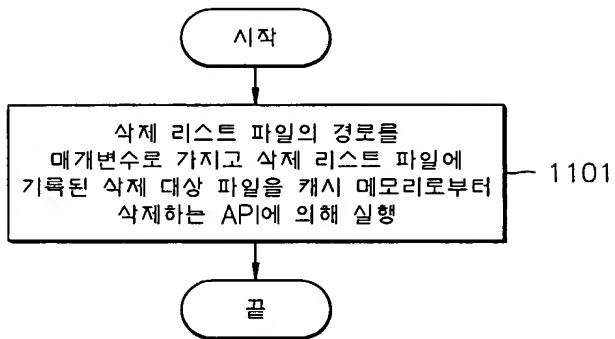 시작
삭제 리스트 파일의 경로를
매개변수로 가지고 삭제 리스트 파일에
기록된 삭제 대상 파일을 캐시 메모리로부터
삭제하는 API에 의해 실행
1101
끝